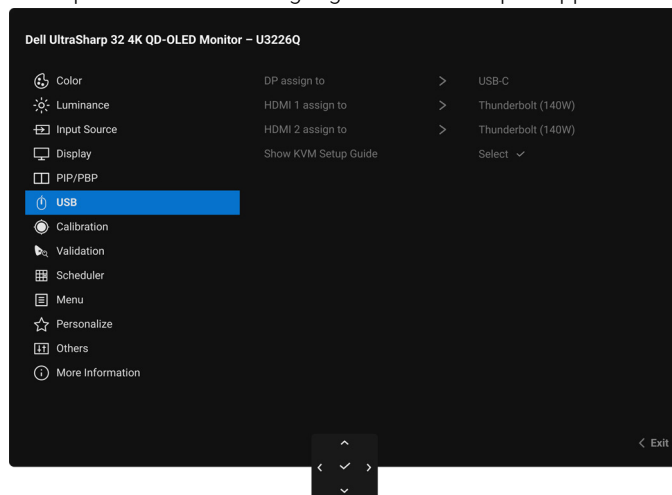 Dell UltraSharp 32 4K QD-OLED Monitor – U3226Q
Color
DP assign to > USB-C
Luminance
HDMI 1 assign to > Thunderbolt (140W)
Input Source
HDMI 2 assign to > Thunderbolt (140W)
Display
Show KVM Setup Guide Select ✓
PIP/PBP
USB
Calibration
Validation
Scheduler
Menu
Personalize
Others
More Information
< Exit